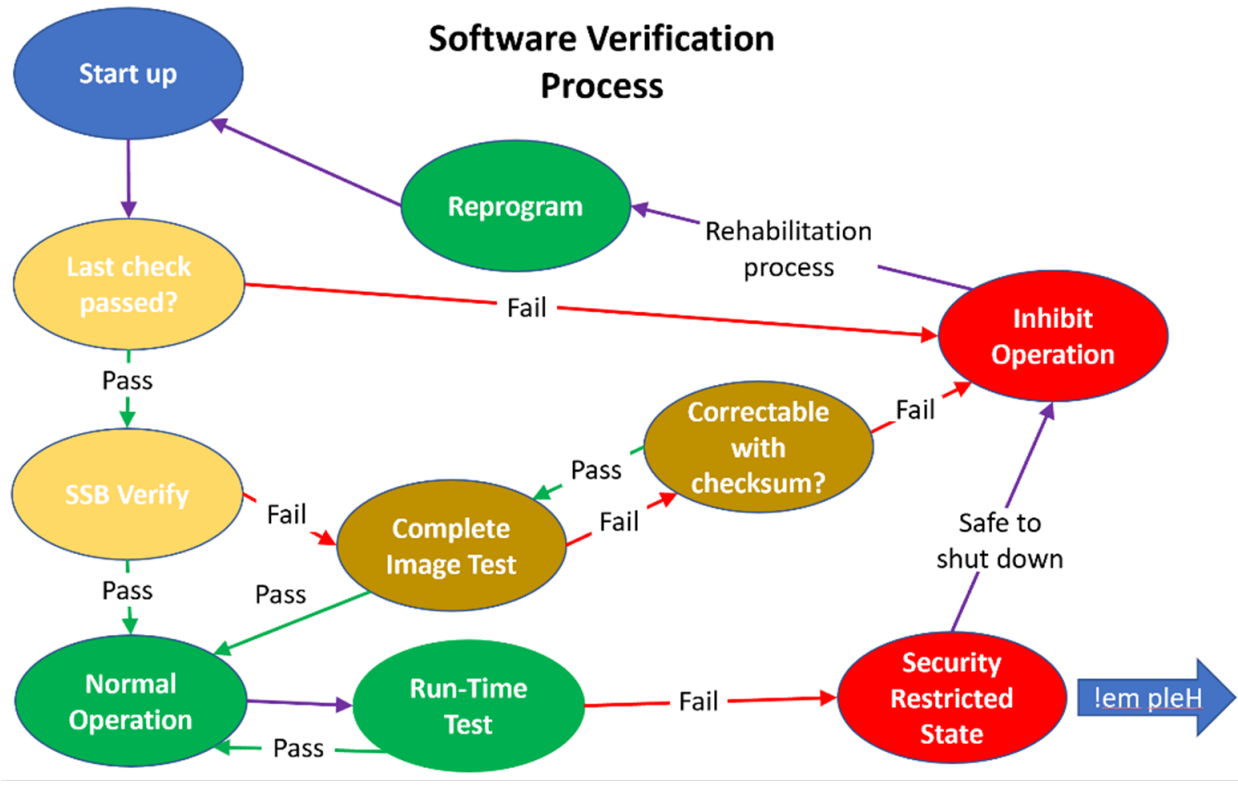 Software Verification
Process
Start up
Reprogram
Rehabilitation
process
Last check
passed?
Fail
Inhibit
Operation
Pass
Correctable
with
checksum?
Fail
Pass
SSB Verify
Fail
Complete
Image Test
Fail
Safe to
shut down
Pass
Pass
Normal
Operation
Run-Time
Test
Fail
Security
Restricted
State
!em pleH
Pass